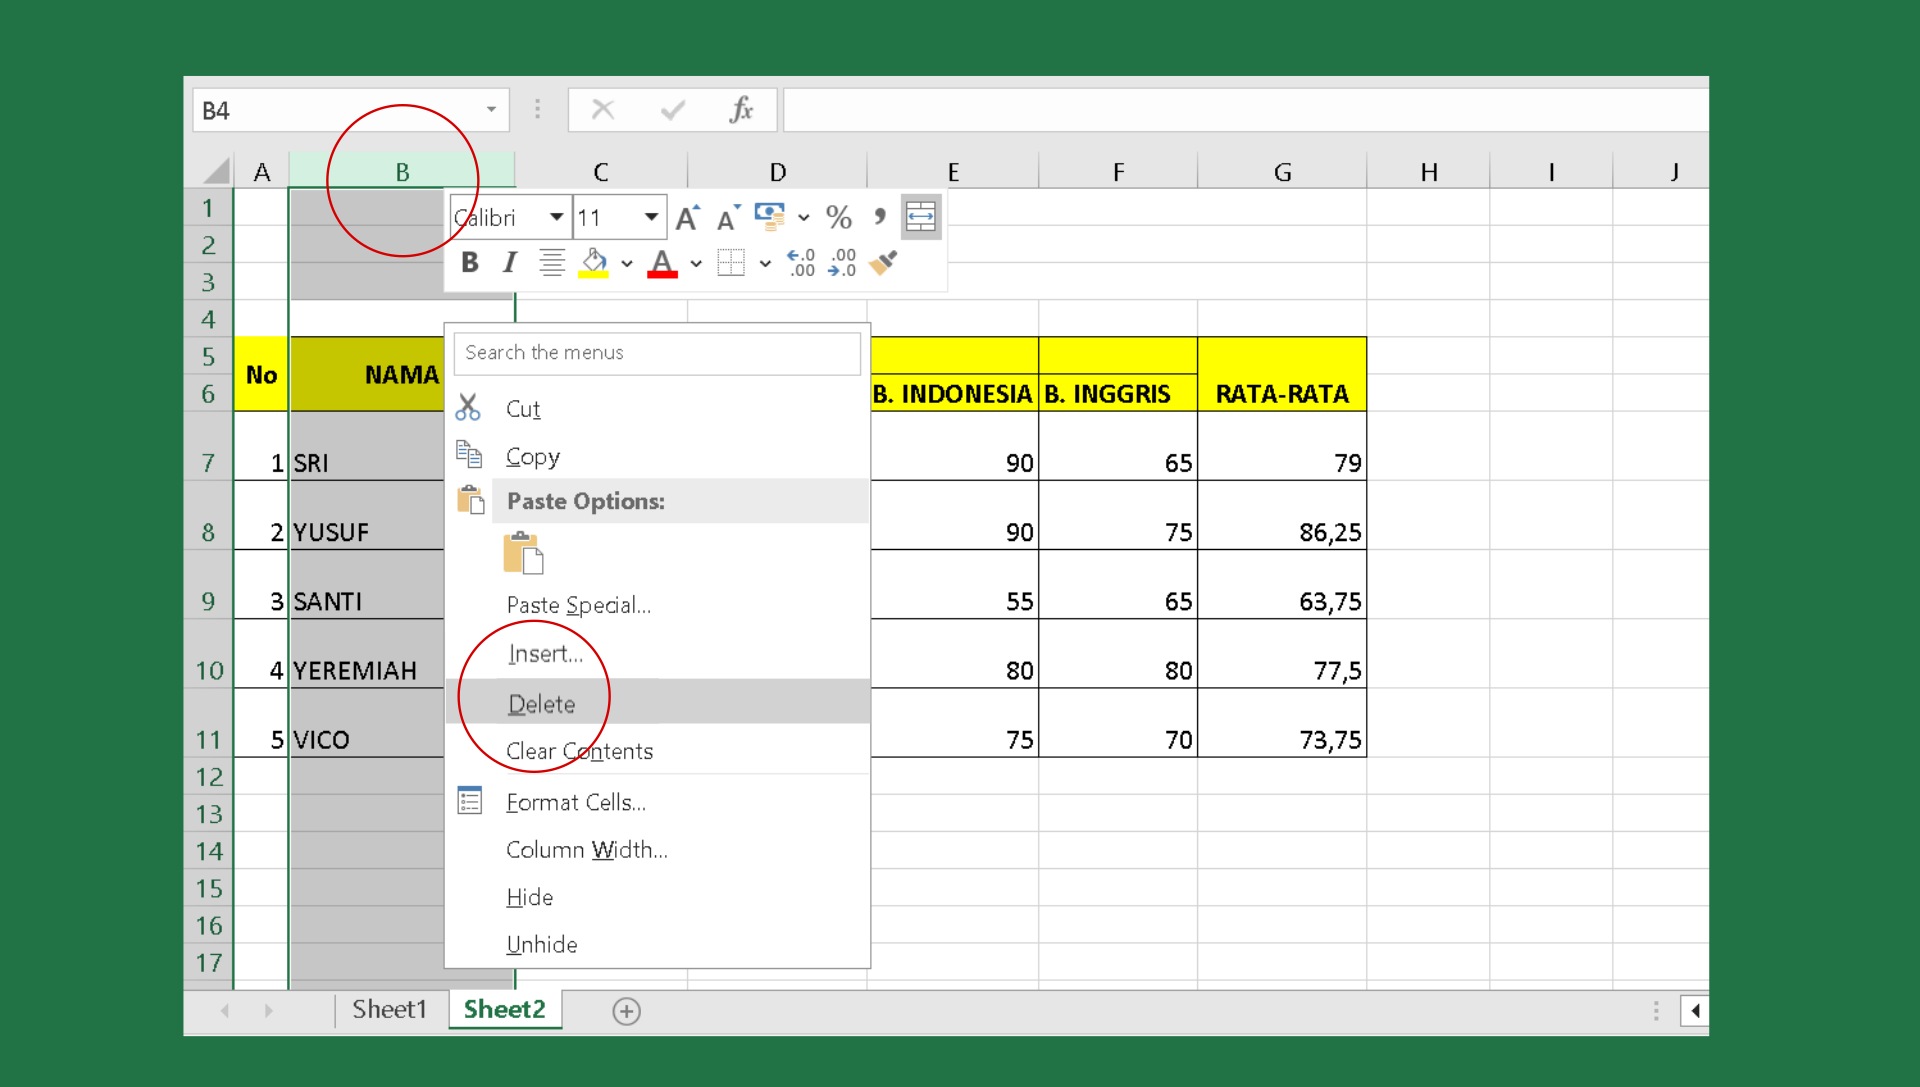 B4 fx
A B C D E F G H I J
Calibri 11 A A % ,
B I A .0 .00 .00 .0
1
2
3
4
5
6
No NAMA B. INDONESIA B. INGGRIS RATA-RATA
7 1 SRI 90 65 79
8 2 YUSUF 90 75 86,25
9 3 SANTI 55 65 63,75
10 4 YEREMIAH 80 80 77,5
11 5 VICO 75 70 73,75
12
13
14
15
16
17
Search the menus
Cut
Copy
Paste Options:
Paste Special...
Insert...
Delete
Clear Contents
Format Cells...
Column Width...
Hide
Unhide
Sheet1 Sheet2